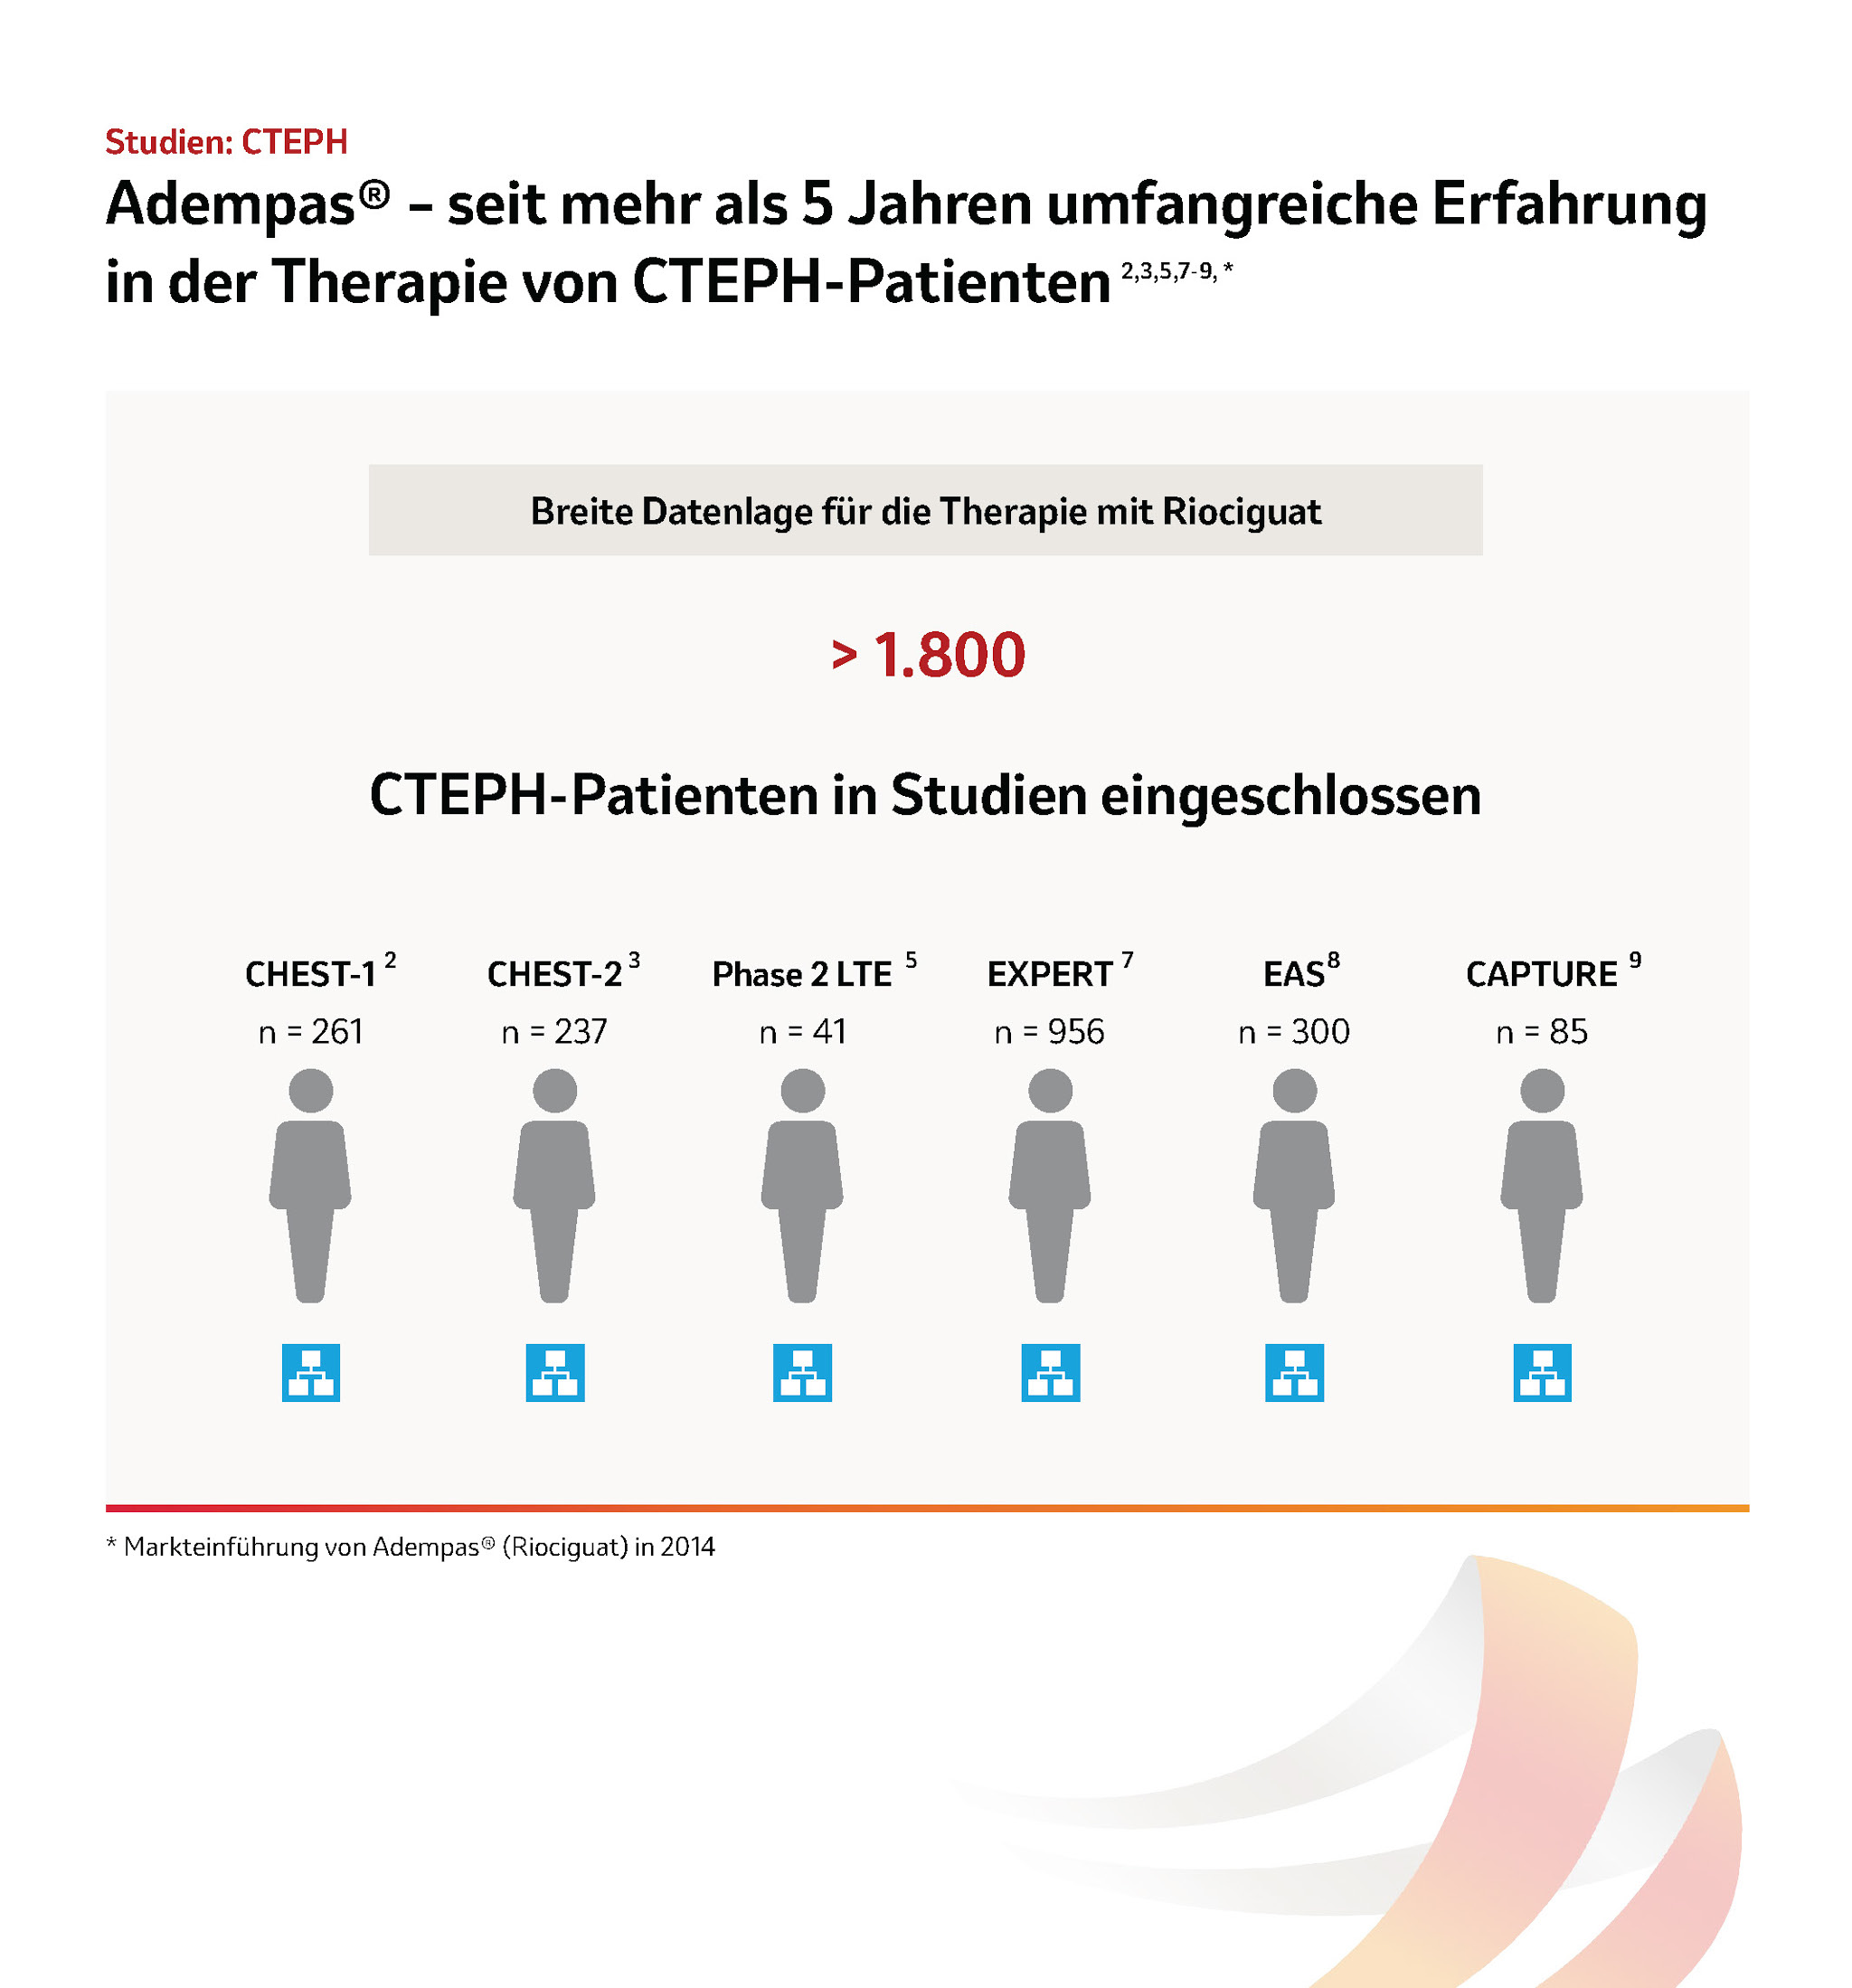 Studien: CTEPH
Adempas® – seit mehr als 5 Jahren umfangreiche Erfahrung
in der Therapie von CTEPH-Patienten 2,3,5,7-9, *
Breite Datenlage für die Therapie mit Riociguat
> 1.800
CTEPH-Patienten in Studien eingeschlossen
CHEST-1 2 CHEST-2 3 Phase 2 LTE 5 EXPERT 7 EAS 8 CAPTURE 9
n = 261 n = 237 n = 41 n = 956 n = 300 n = 85
* Markteinführung von Adempas® (Riociguat) in 2014